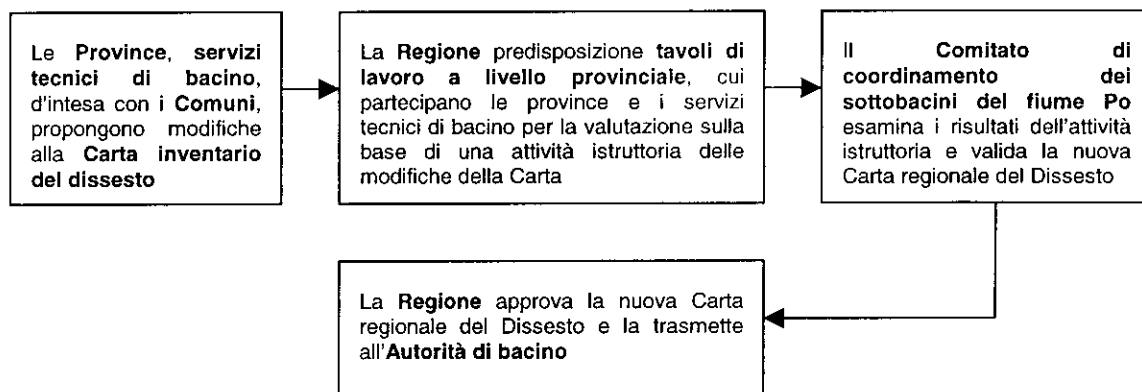 Le Province, servizi
tecnici di bacino,
d'intesa con i Comuni,
propongono modifiche
alla Carta inventario
del dissesto
La Regione predisposizione tavoli di
lavoro a livello provinciale, cui
partecipano le province e i servizi
tecnici di bacino per la valutazione sulla
base di una attività istruttoria delle
modifiche della Carta
Il Comitato di
coordinamento dei
sottobacini del fiume Po
esamina i risultati dell'attività
istruttoria e valida la nuova
Carta regionale del Dissesto
La Regione approva la nuova Carta
regionale del Dissesto e la trasmette
all'Autorità di bacino